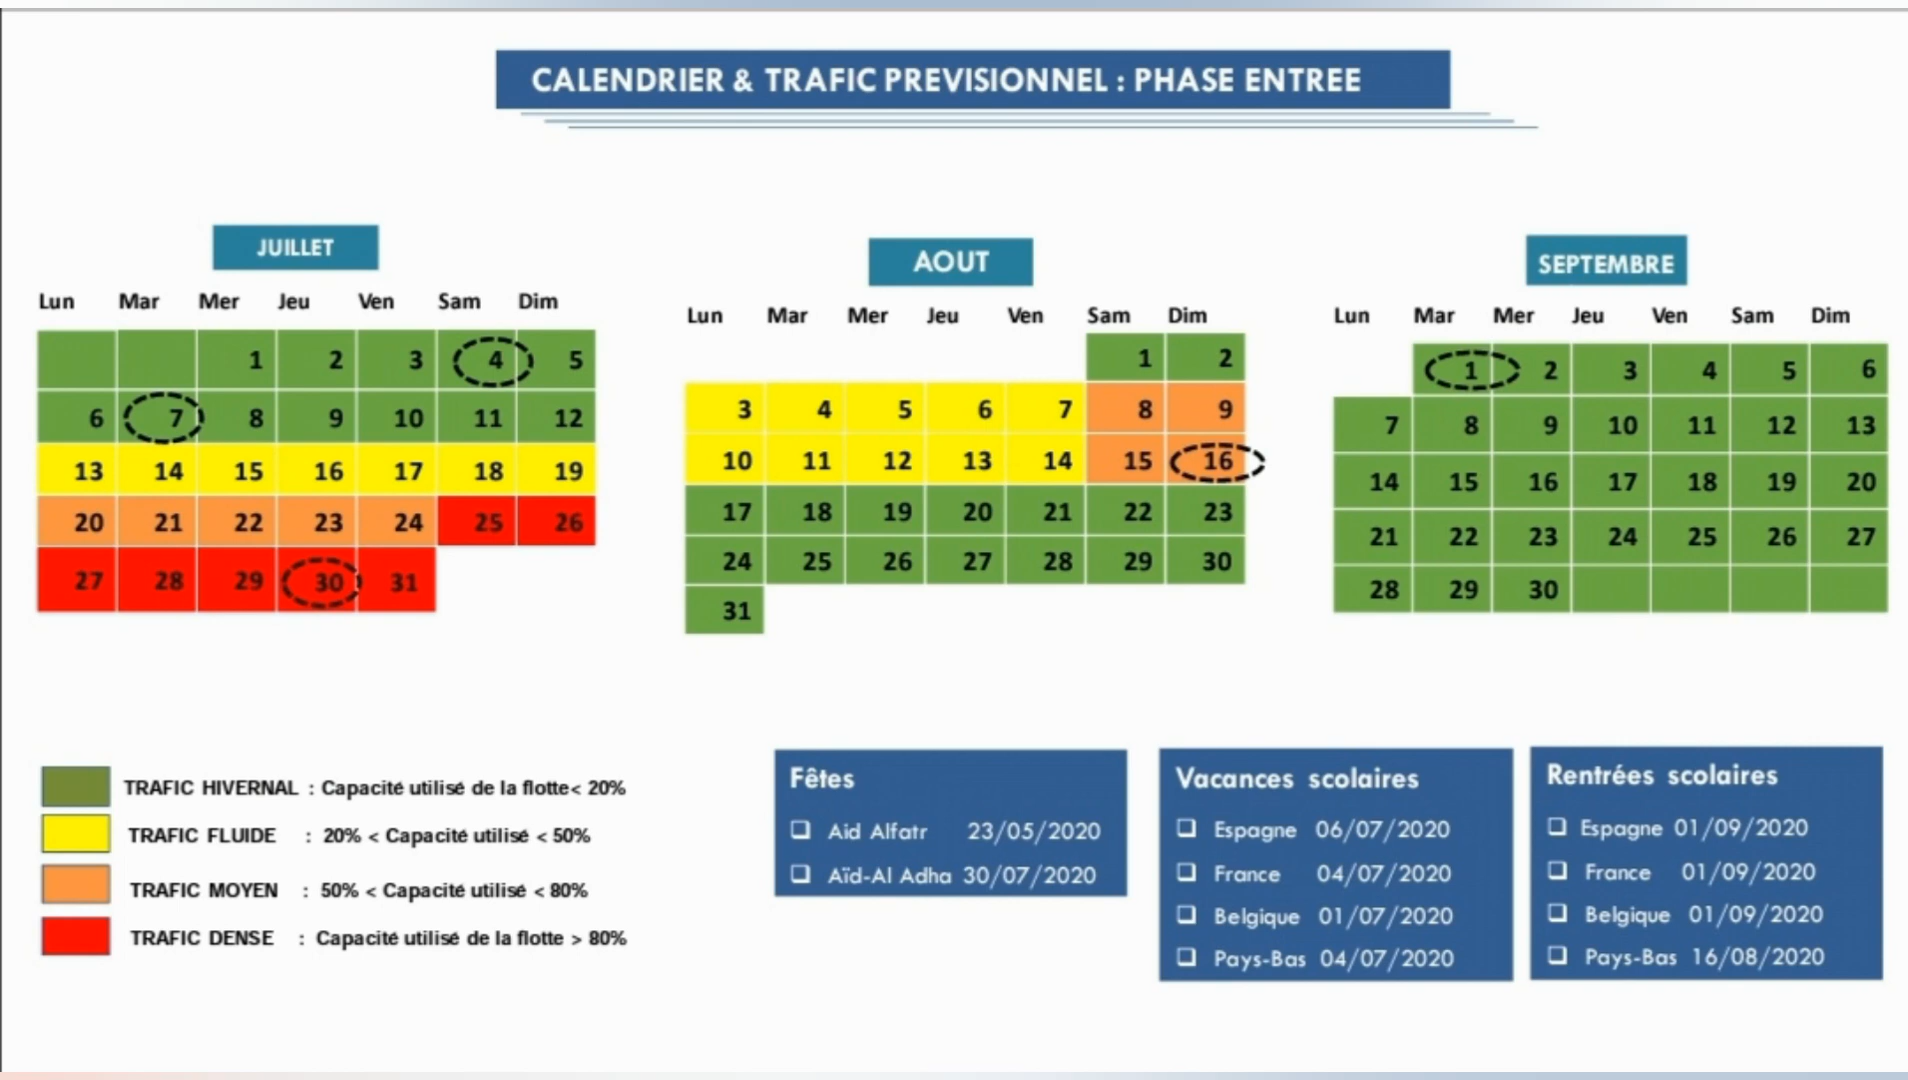 CALENDRIER & TRAFIC PREVISIONNEL : PHASE ENTREE
JUILLET
Lun Mar Mer Jeu Ven Sam Dim
1 2 3 4 5
6 7 8 9 10 11 12
13 14 15 16 17 18 19
20 21 22 23 24 25 26
27 28 29 30 31
AOUT
Lun Mar Mer Jeu Ven Sam Dim
1 2
3 4 5 6 7 8 9
10 11 12 13 14 15 16
17 18 19 20 21 22 23
24 25 26 27 28 29 30
31
SEPTEMBRE
Lun Mar Mer Jeu Ven Sam Dim
1 2 3 4 5 6
7 8 9 10 11 12 13
14 15 16 17 18 19 20
21 22 23 24 25 26 27
28 29 30
TRAFIC HIVERNAL : Capacité utilisé de la flotte< 20%
TRAFIC FLUIDE : 20% < Capacité utilisé < 50%
TRAFIC MOYEN : 50% < Capacité utilisé < 80%
TRAFIC DENSE : Capacité utilisé de la flotte > 80%
Fêtes
Aid Alfatr 23/05/2020
Aïd-Al Adha 30/07/2020
Vacances scolaires
Espagne 06/07/2020
France 04/07/2020
Belgique 01/07/2020
Pays-Bas 04/07/2020
Rentrées scolaires
Espagne 01/09/2020
France 01/09/2020
Belgique 01/09/2020
Pays-Bas 16/08/2020